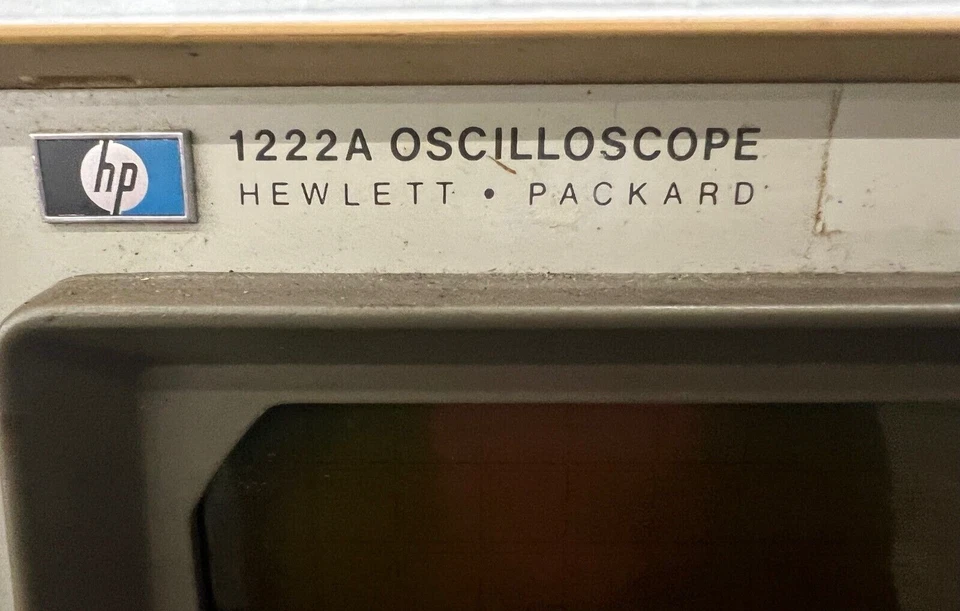 hp
1222A OSCILLOSCOPE
HEWLETT • PACKARD